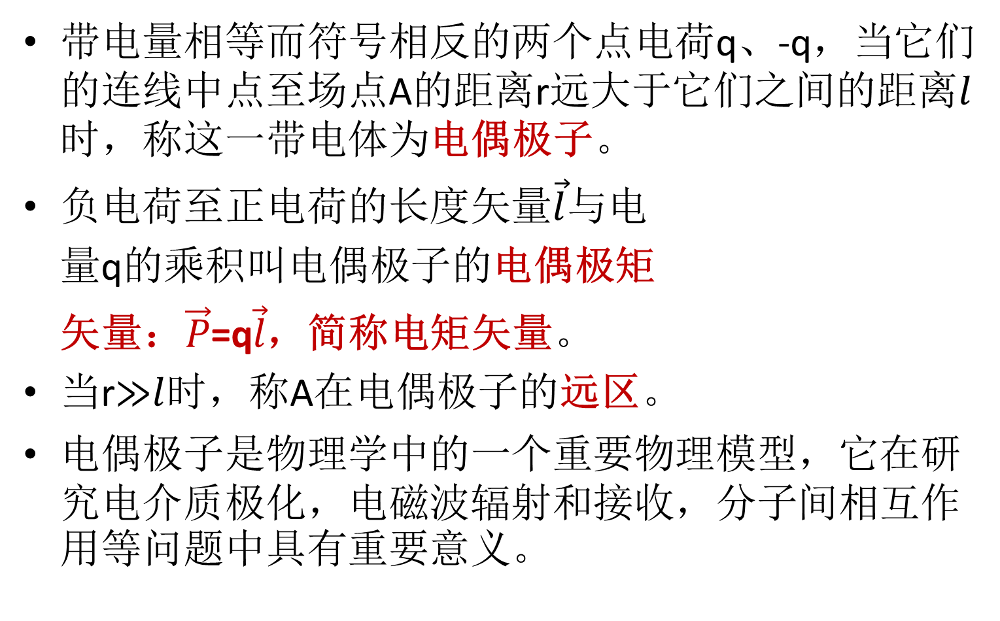 • 带电量相等而符号相反的两个点电荷q、-q，当它们
的连线中点至场点A的距离r远大于它们之间的距离l
时，称这一带电体为电偶极子。
• 负电荷至正电荷的长度矢量l⃗与电
量q的乘积叫电偶极子的电偶极矩
矢量：P⃗=ql⃗，简称电矩矢量。
• 当r≫l时，称A在电偶极子的远区。
• 电偶极子是物理学中的一个重要物理模型，它在研
究电介质极化，电磁波辐射和接收，分子间相互作
用等问题中具有重要意义。